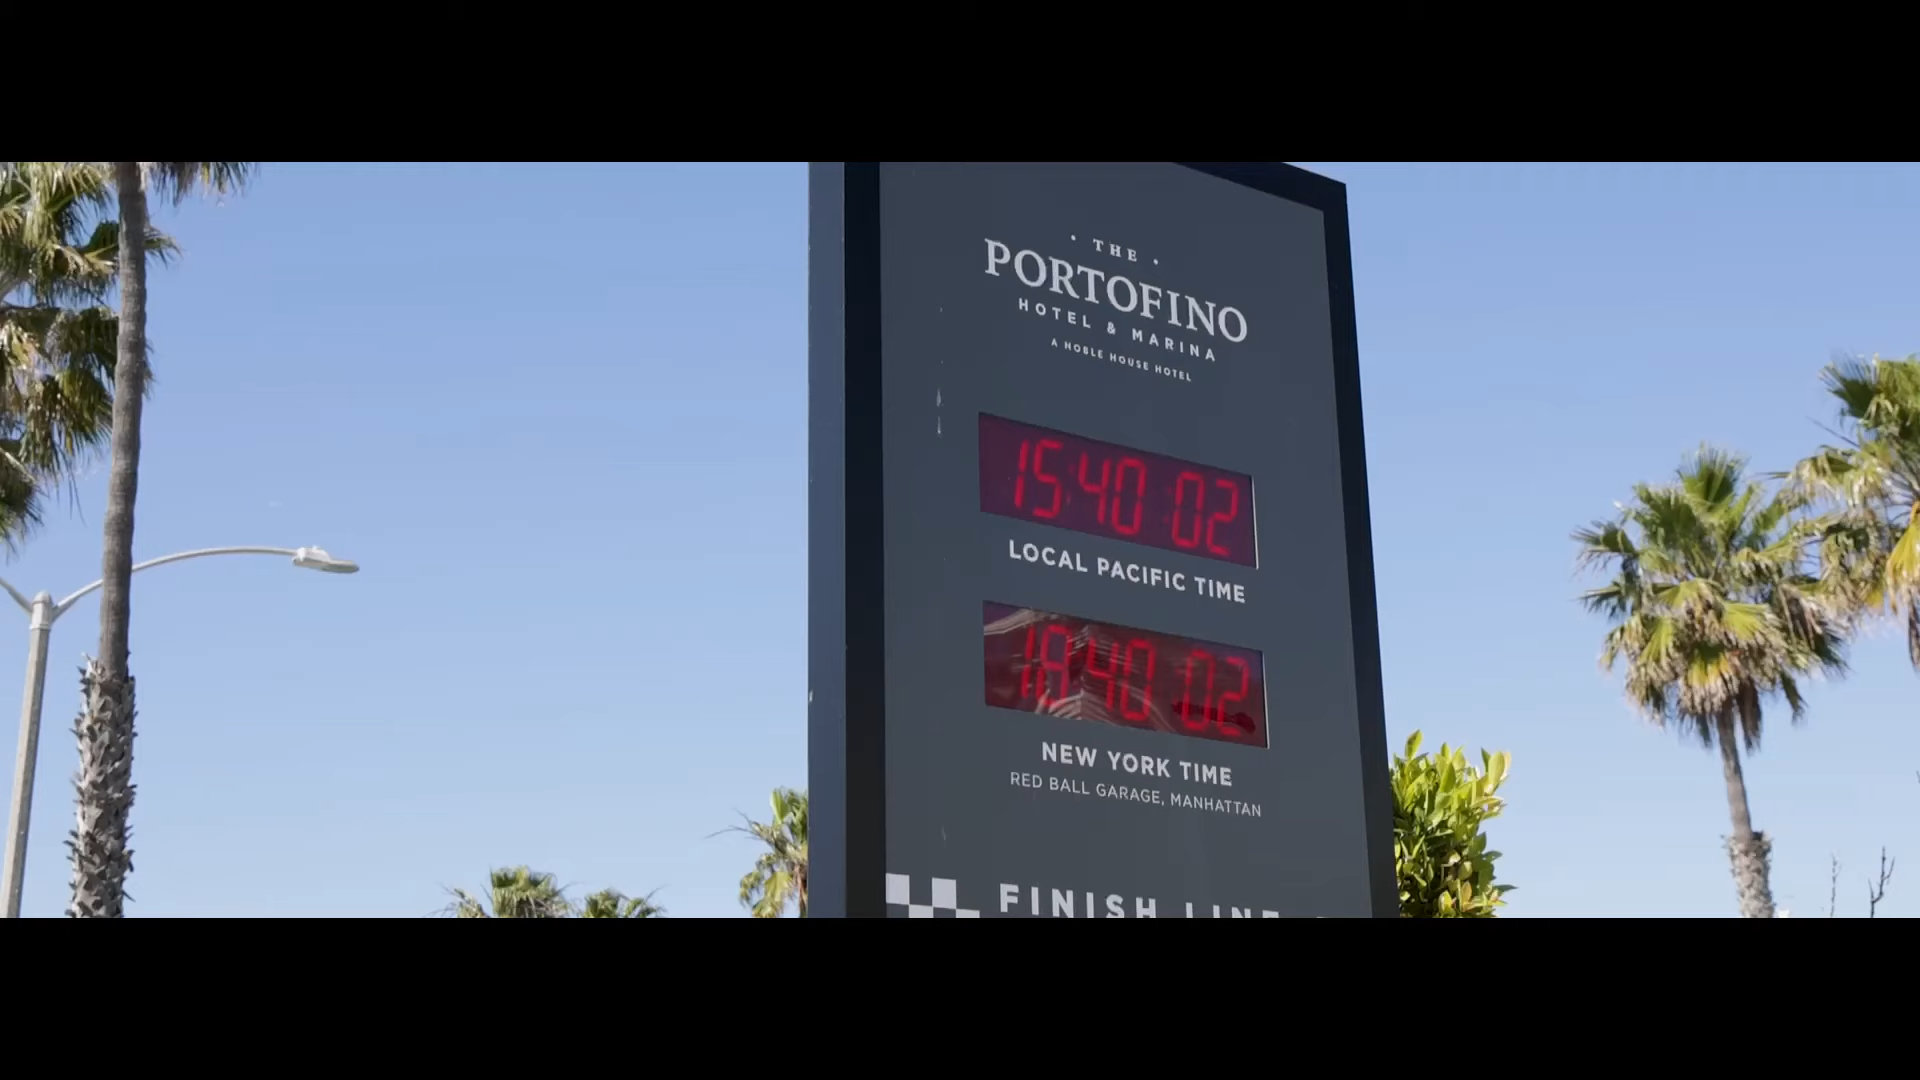 • THE •
PORTOFINO
HOTEL & MARINA
A NOBLE HOUSE HOTEL
15:40 02
LOCAL PACIFIC TIME
18:40 02
NEW YORK TIME
RED BALL GARAGE, MANHATTAN
FINISH LINE